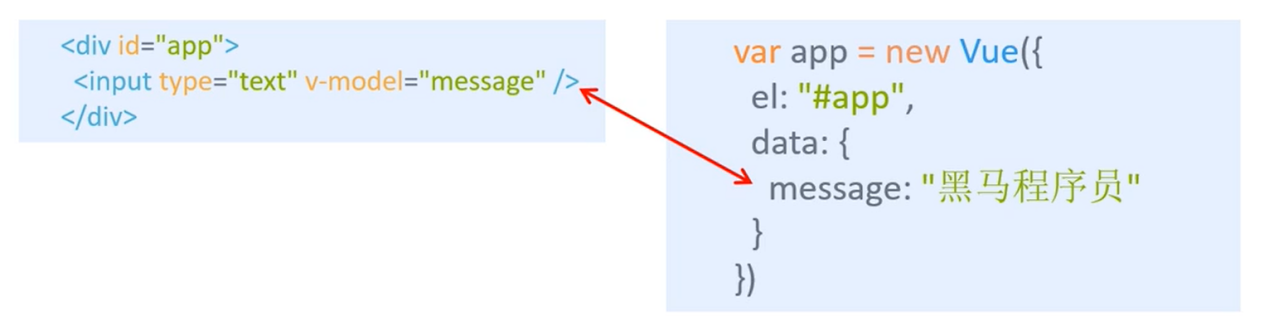 <div id="app">
<input type="text" v-model="message" />
</div>
var app = new Vue({
el: "#app",
data: {
message: "黑马程序员"
}
})